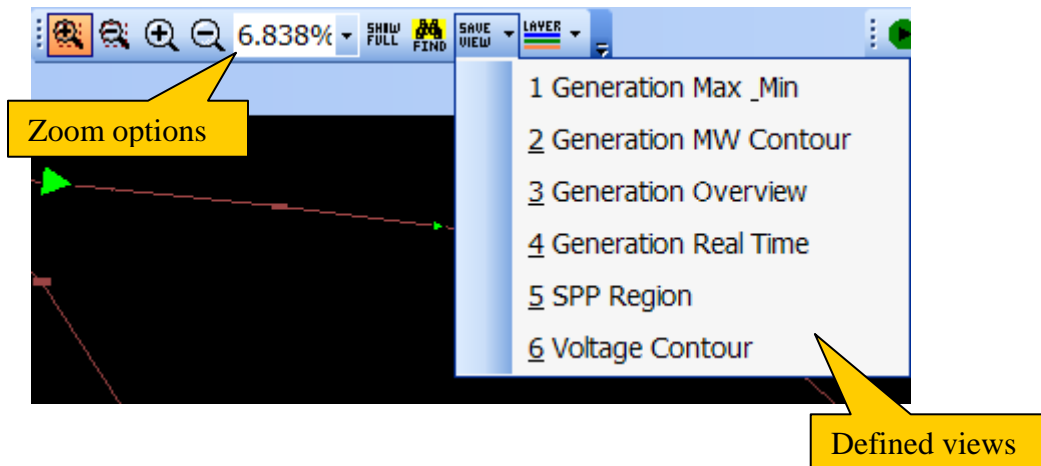 6.838%
SHOW
FULL
FIND
SAVE
VIEW
LAYER
Zoom options
1 Generation Max _Min
2 Generation MW Contour
3 Generation Overview
4 Generation Real Time
5 SPP Region
6 Voltage Contour
Defined views